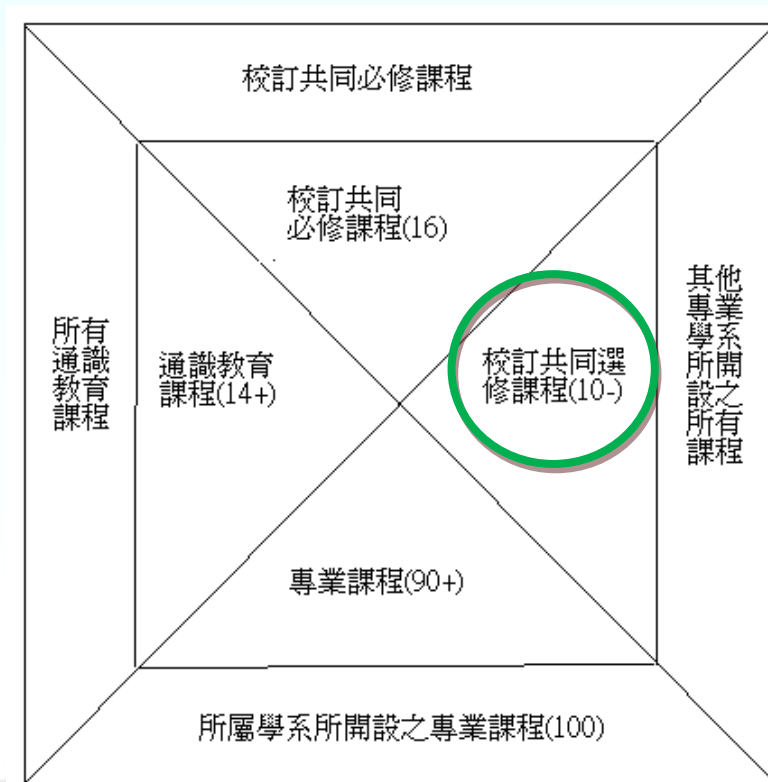 校訂共同必修課程
校訂共同
必修課程(16)
所有
通識
教育
課程
通識教育
課程(14+)
校訂共同選
修課程(10-)
其他
專業
學系
所開
設之
所有
課程
專業課程(90+)
所屬學系所開設之專業課程(100)